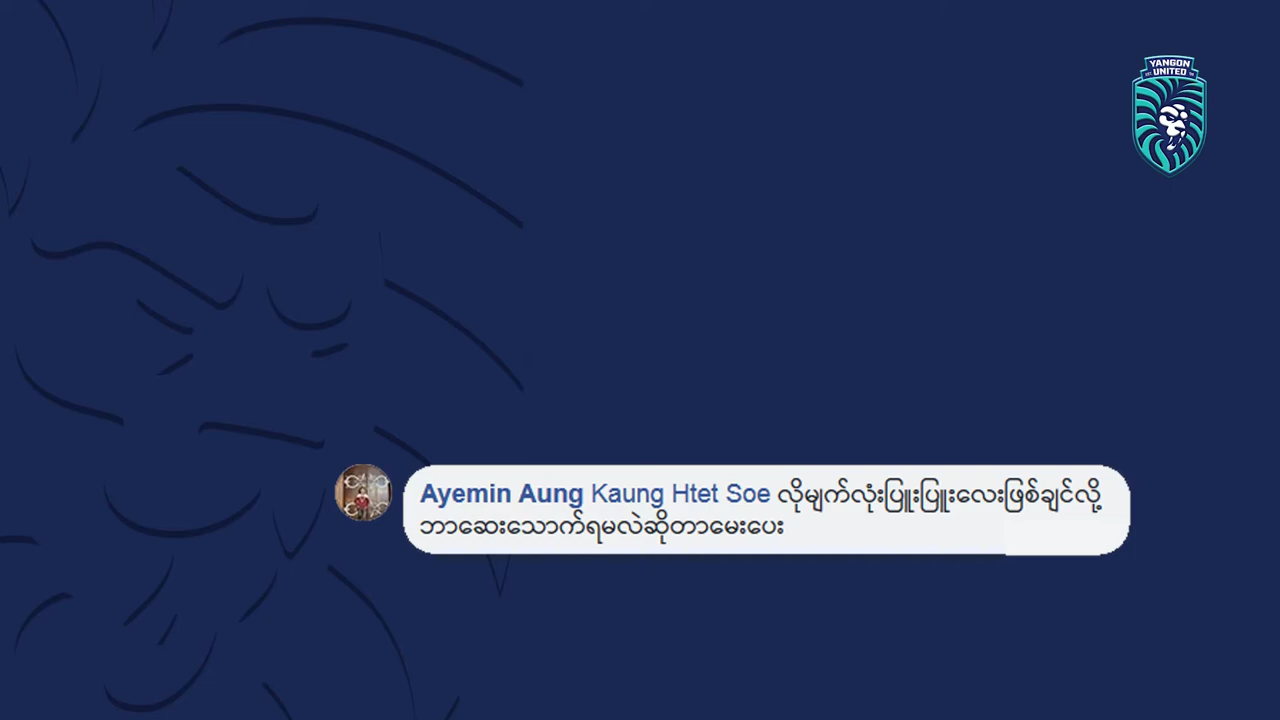 YANGON
UNITED
Ayemin Aung Kaung Htet Soe လိုမျက်လုံးပြူးပြူးလေးဖြစ်ချင်လို့
ဘာဆေးသောက်ရမလဲဆိုတာမေးပေး